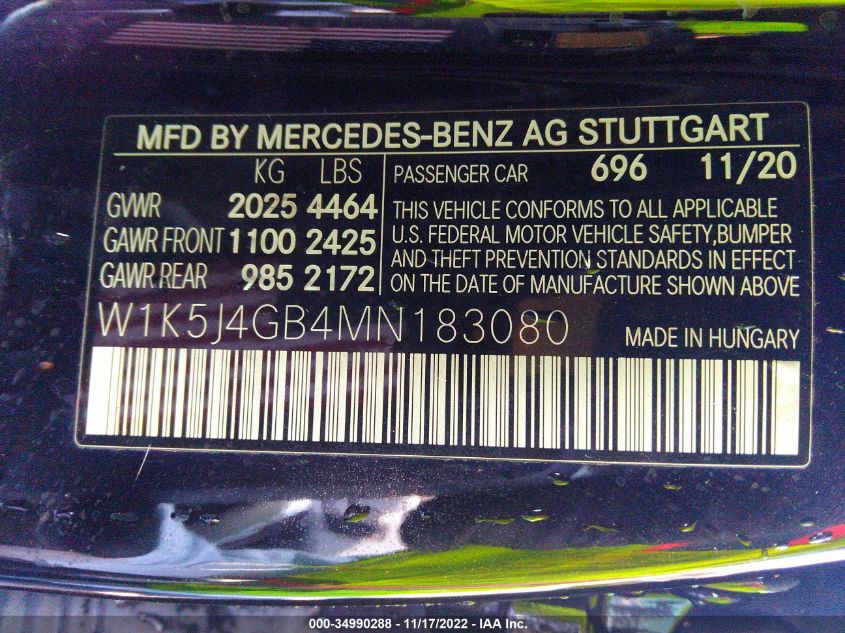 MFD BY MERCEDES-BENZ AG STUTTGART
KG LBS
GVWR 2025 4464
GAWR FRONT 1100 2425
GAWR REAR 985 2172
PASSENGER CAR 696 11/20
THIS VEHICLE CONFORMS TO ALL APPLICABLE
U.S. FEDERAL MOTOR VEHICLE SAFETY,BUMPER
AND THEFT PREVENTION STANDARDS IN EFFECT
ON THE DATE OF MANUFACTURE SHOWN ABOVE
W1K5J4GB4MN183080
MADE IN HUNGARY
000-34990288 - 11/17/2022 - IAA Inc.